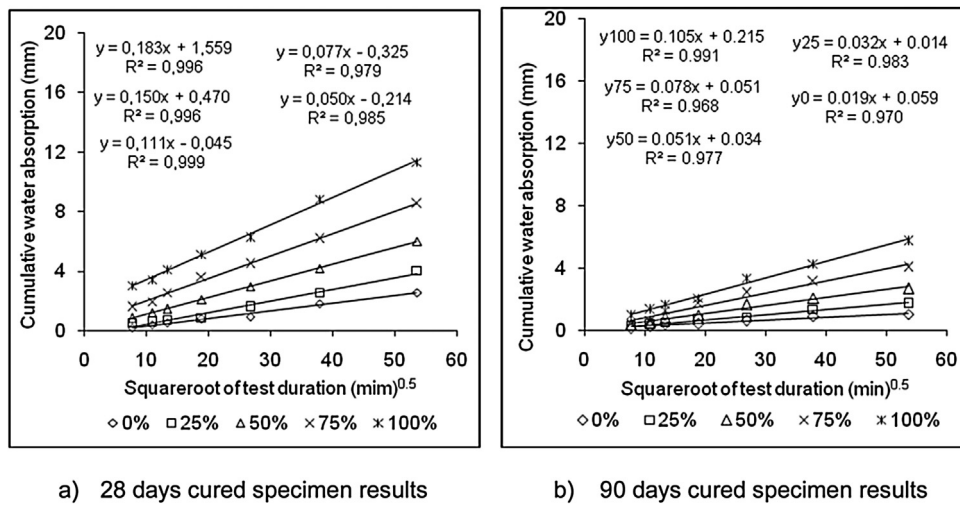 20
16
12
8
4
0
Cumulative water absorption (mm)
y = 0,183x + 1,559
R² = 0,996
y = 0,150x + 0,470
R² = 0,996
y = 0,111x − 0,045
R² = 0,999
y = 0,077x − 0,325
R² = 0,979
y = 0,050x − 0,214
R² = 0,985
0 10 20 30 40 50 60
Squareroot of test duration (mim)^0.5
0% 25% 50% 75% 100%
a) 28 days cured specimen results
20
16
12
8
4
0
Cumulative water absorption (mm)
y100 = 0.105x + 0.215
R² = 0.991
y75 = 0.078x + 0.051
R² = 0.968
y50 = 0.051x + 0.034
R² = 0.977
y25 = 0.032x + 0.014
R² = 0.983
y0 = 0.019x + 0.059
R² = 0.970
0 10 20 30 40 50 60
Squareroot of test duration (min)^0.5
0% 25% 50% 75% 100%
b) 90 days cured specimen results